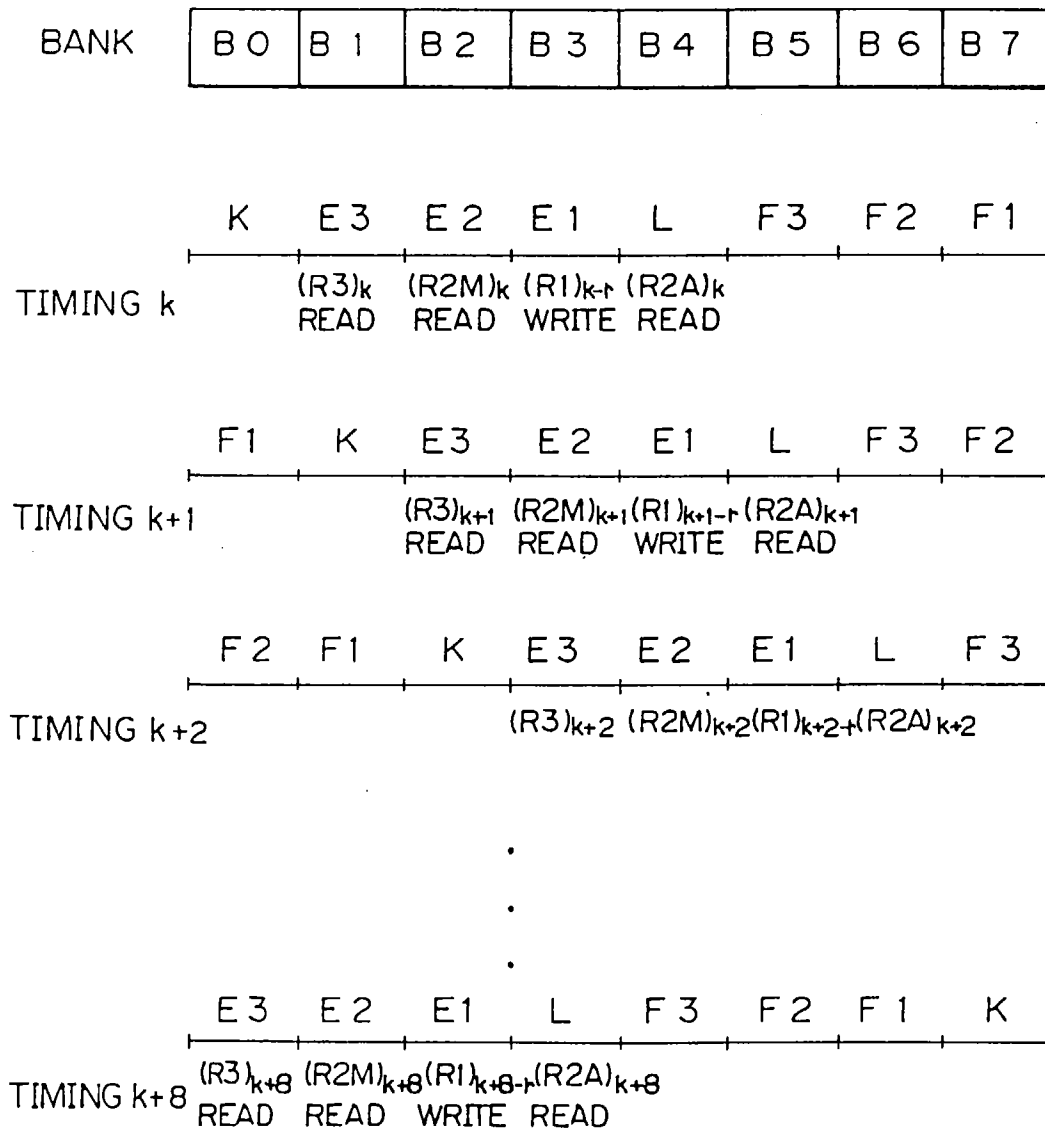 BANK B0 B1 B2 B3 B4 B5 B6 B7
K E3 E2 E1 L F3 F2 F1
TIMING k (R3)k (R2M)k (R1)k-r (R2A)k
READ READ WRITE READ
F1 K E3 E2 E1 L F3 F2
TIMING k+1 (R3)k+1 (R2M)k+1 (R1)k+1-r (R2A)k+1
READ READ WRITE READ
F2 F1 K E3 E2 E1 L F3
TIMING k+2 (R3)k+2 (R2M)k+2 (R1)k+2-r (R2A)k+2
E3 E2 E1 L F3 F2 F1 K
TIMING k+8 (R3)k+8 (R2M)k+8 (R1)k+8-r (R2A)k+8
READ READ WRITE READ